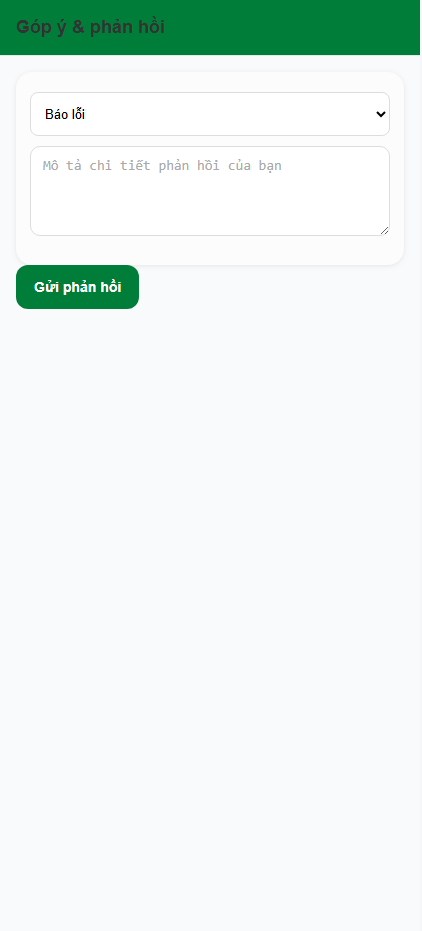 Góp ý & phản hồi
Báo lỗi
Mô tả chi tiết phản hồi của bạn
Gửi phản hồi